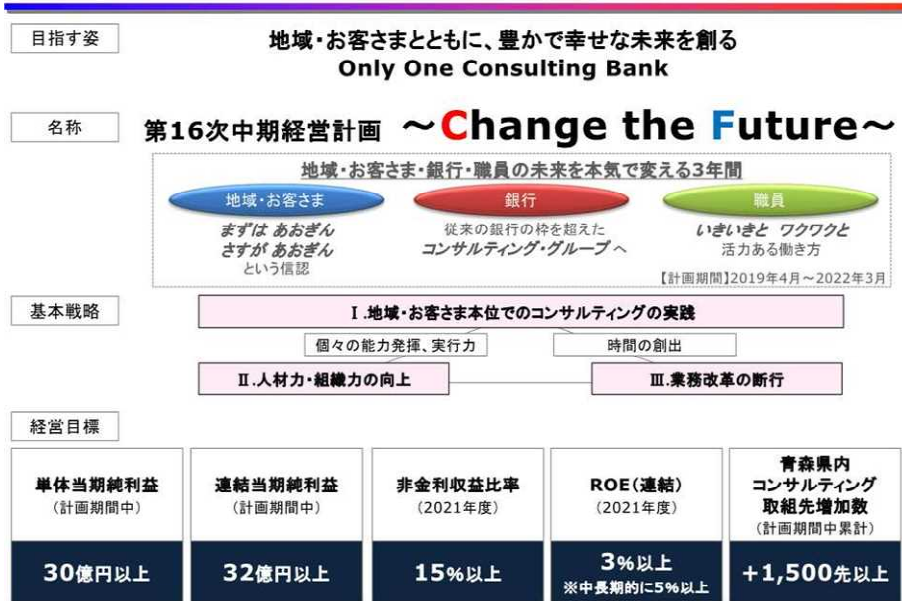 目指す姿
地域・お客さまとともに、豊かで幸せな未来を創る
Only One Consulting Bank
名称
第16次中期経営計画 ～Change the Future～
地域・お客さま・銀行・職員の未来を本気で変える3年間
地域・お客さま
まずは あおぎん
さすが あおぎん
という信認
銀行
従来の銀行の枠を超えた
コンサルティング・グループ へ
職員
いきいきと ワクワクと
活力ある働き方
【計画期間】2019年4月～2022年3月
基本戦略
Ⅰ.地域・お客さま本位でのコンサルティングの実践
個々の能力発揮、実行力
時間の創出
Ⅱ.人材力・組織力の向上
Ⅲ.業務改革の断行
経営目標
単体当期純利益
（計画期間中）
30億円以上
連結当期純利益
（計画期間中）
32億円以上
非金利収益比率
（2021年度）
15%以上
ROE（連結）
（2021年度）
3%以上
※中長期的に5%以上
青森県内
コンサルティング
取組先増加数
（計画期間中累計）
+1,500先以上